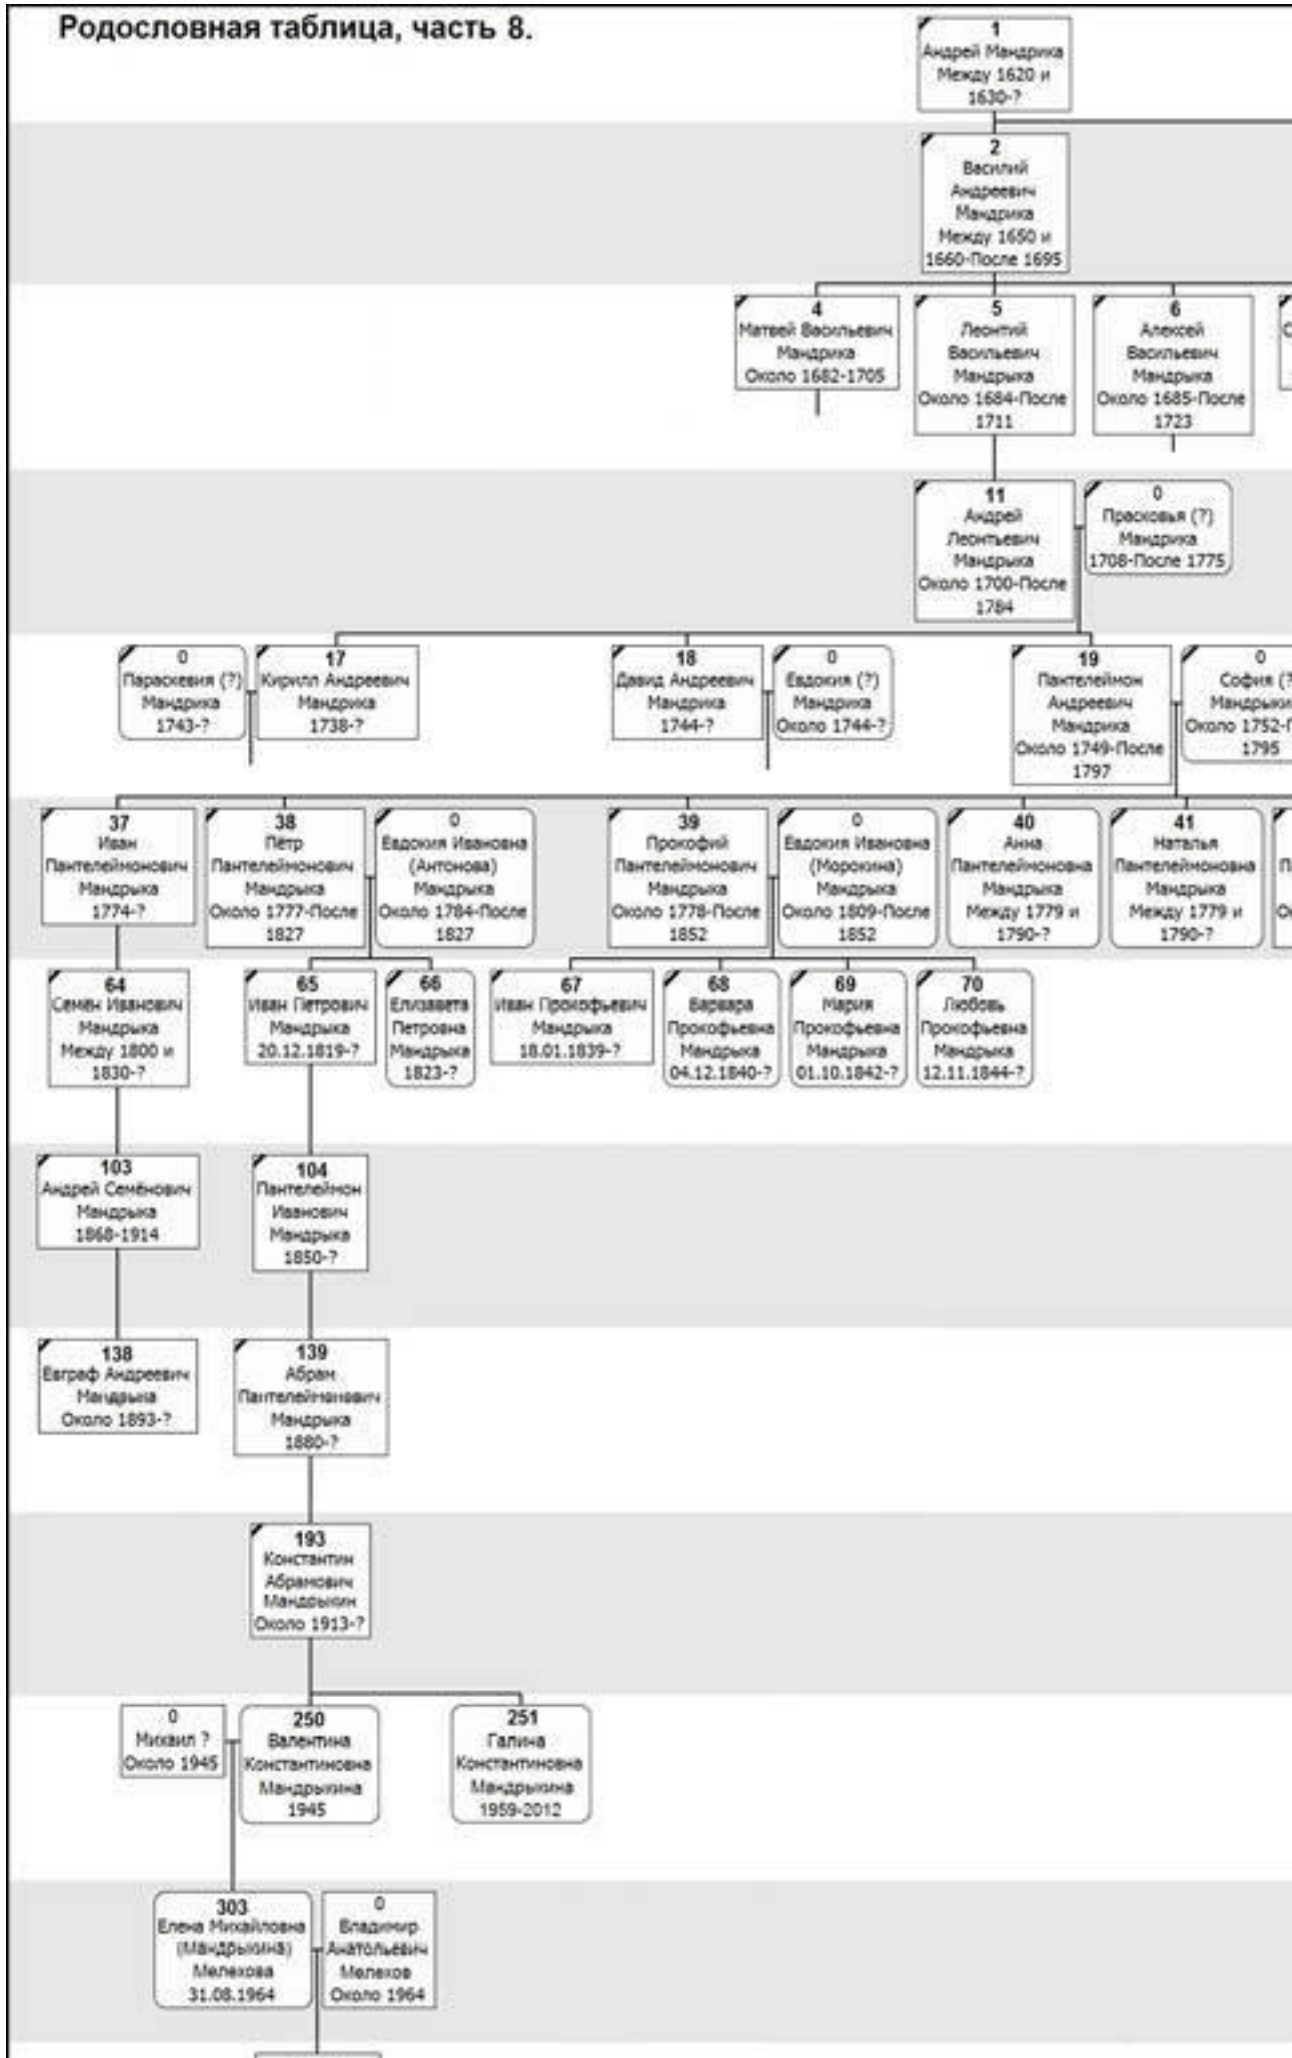 Родословная таблица, часть 8.
1
Андрей Мандрика
Между 1620 и
1630-?
2
Василий
Андреевич
Мандрика
Между 1650 и
1660-После 1695
4
Матвей Васильевич
Мандрика
Около 1682-1705
5
Леонтий
Васильевич
Мандрыка
Около 1684-После
1711
6
Алексей
Васильевич
Мандрыка
Около 1685-После
1723
11
Андрей
Леонтьевич
Мандрыка
Около 1700-После
1784
0
Прасковья (?)
Мандрика
1708-После 1775
0
Параскевия (?)
Мандрика
1743-?
17
Кирилл Андреевич
Мандрика
1738-?
18
Давид Андреевич
Мандрика
1744-?
0
Евдокия (?)
Мандрика
Около 1744-?
19
Пантелеймон
Андреевич
Мандрика
Около 1749-После
1797
0
София (?
Мандрыки
Около 1752-П
1795
37
Иван
Пантелеймонович
Мандрыка
1774-?
38
Пётр
Пантелеймонович
Мандрыка
Около 1777-После
1827
0
Евдокия Ивановна
(Антонова)
Мандрыка
Около 1784-После
1827
39
Прокофий
Пантелеймонович
Мандрыка
Около 1778-После
1852
0
Евдокия Ивановна
(Морокина)
Мандрыка
Около 1809-После
1852
40
Анна
Пантелеймоновна
Мандрыка
Между 1779 и
1790-?
41
Наталья
Пантелеймоновна
Мандрыка
Между 1779 и
1790-?
64
Семён Иванович
Мандрыка
Между 1800 и
1830-?
65
Иван Петрович
Мандрыка
20.12.1819-?
66
Елизавета
Петровна
Мандрыка
1823-?
67
Иван Прокофьевич
Мандрыка
18.01.1839-?
68
Варвара
Прокофьевна
Мандрыка
04.12.1840-?
69
Мария
Прокофьевна
Мандрыка
01.10.1842-?
70
Любовь
Прокофьевна
Мандрыка
12.11.1844-?
103
Андрей Семёнович
Мандрыка
1868-1914
104
Пантелеймон
Иванович
Мандрыка
1850-?
138
Евграф Андреевич
Мандрыка
Около 1893-?
139
Абрам
Пантелеймонович
Мандрыка
1880-?
193
Константин
Абрамович
Мандрыкин
Около 1913-?
0
Михаил ?
Около 1945
250
Валентина
Константиновна
Мандрыкина
1945
251
Галина
Константиновна
Мандрыкина
1959-2012
303
Елена Михайловна
(Мандрыкина)
Мелехова
31.08.1964
0
Владимир
Анатольевич
Мелехов
Около 1964